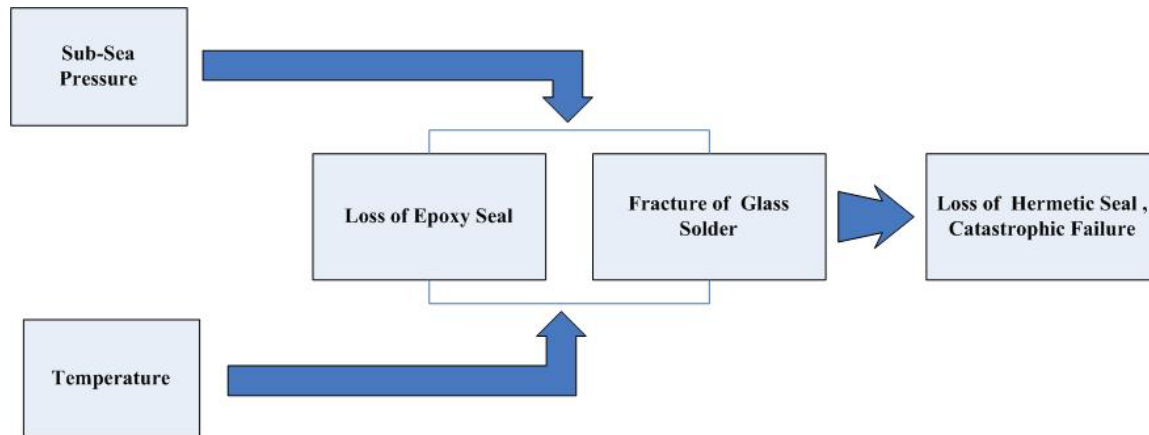 Sub-Sea
Pressure
Loss of Epoxy Seal
Fracture of Glass
Solder
Loss of Hermetic Seal ,
Catastrophic Failure
Temperature